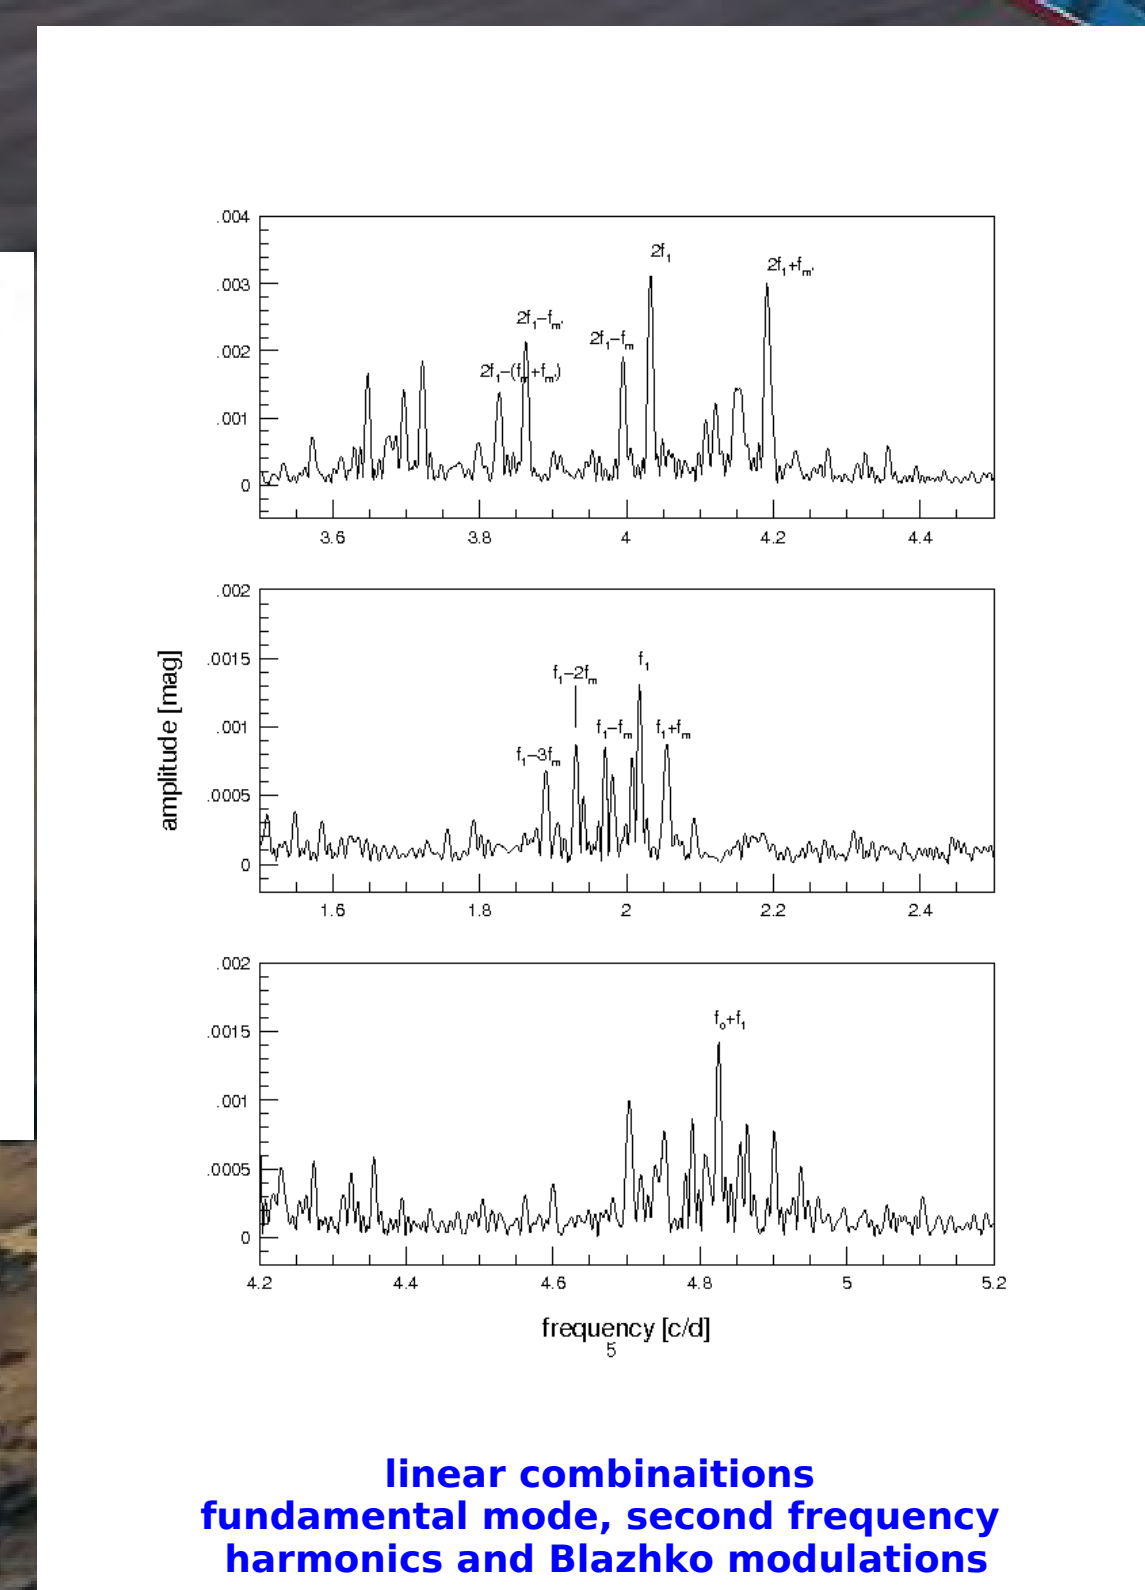 .004
.003
.002
.001
0
2f₁
2f₁+fₘ'
2f₁−fₘ'
2f₁−fₘ
2f₁−(fₘ+fₘ')
3.6 3.8 4 4.2 4.4
.002
.0015
.001
.0005
0
f₁
f₁−2fₘ
f₁−fₘ
f₁+fₘ
f₁−3fₘ
1.6 1.8 2 2.2 2.4
amplitude [mag]
.002
.0015
.001
.0005
0
fₒ+f₁
4.2 4.4 4.6 4.8 5 5.2
frequency [c/d]
5
linear combinaitions
fundamental mode, second frequency
harmonics and Blazhko modulations